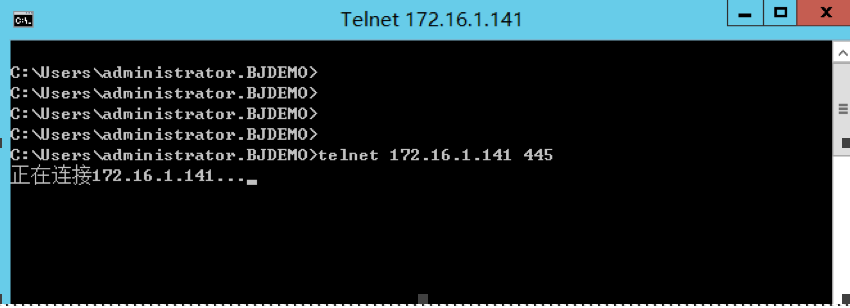 Telnet 172.16.1.141
C:\Users\administrator.BJDEMO>
C:\Users\administrator.BJDEMO>
C:\Users\administrator.BJDEMO>
C:\Users\administrator.BJDEMO>
C:\Users\administrator.BJDEMO>telnet 172.16.1.141 445
正在连接172.16.1.141..._